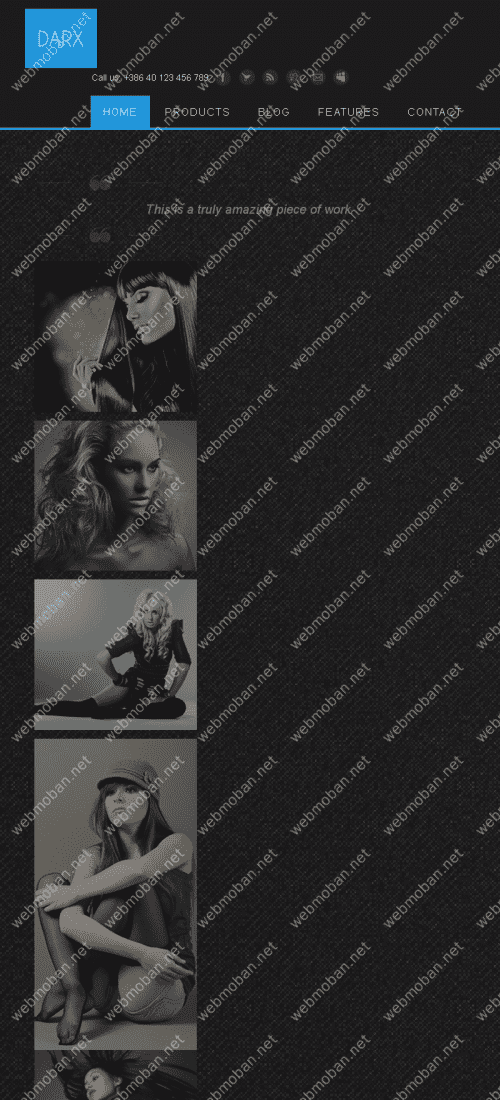 DARX
Call us: +386 40 123 456 789
HOME PRODUCTS BLOG FEATURES CONTACT
This is a truly amazing piece of work.
webmoban.net